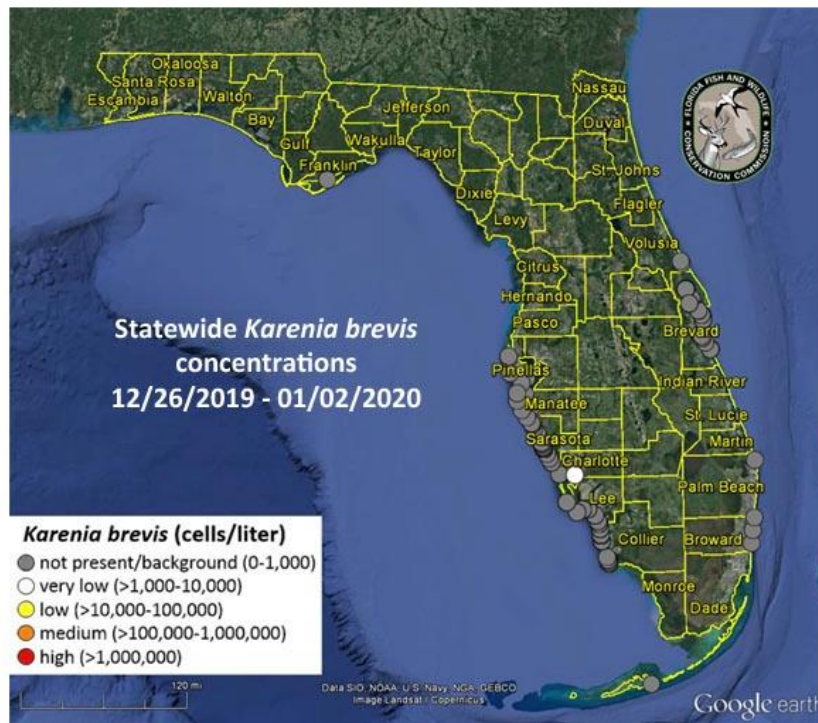 Okaloosa
Santa Rosa
Escambia
Walton
Bay
Jefferson
Gulf
Wakulla
Franklin
Taylor
Dixie
Levy
Nassau
Duval
St. Johns
Flagler
Volusia
Citrus
Hernando
Pasco
Pinellas
Manatee
Sarasota
Charlotte
Lee
Collier
Monroe
Dade
Brevard
Indian River
St. Lucie
Martin
Palm Beach
Broward
FLORIDA FISH AND WILDLIFE
CONSERVATION COMMISSION
Statewide Karenia brevis
concentrations
12/26/2019 - 01/02/2020
Karenia brevis (cells/liter)
not present/background (0-1,000)
very low (>1,000-10,000)
low (>10,000-100,000)
medium (>100,000-1,000,000)
high (>1,000,000)
120 mi
Data SIO, NOAA, U.S. Navy, NGA, GEBCO
Image Landsat / Copernicus
Google earth